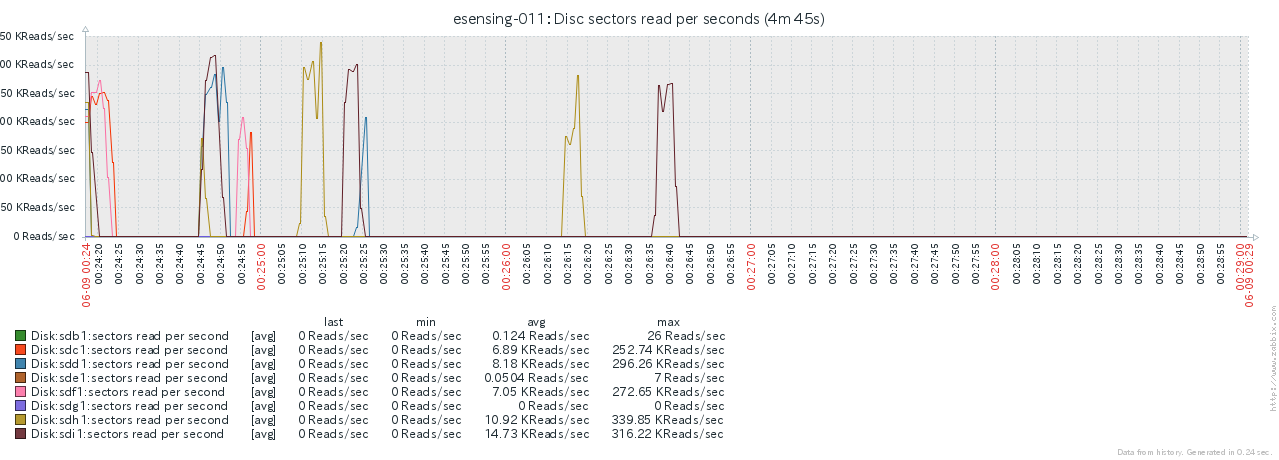 esensing-011: Disc sectors read per seconds (4m 45s)
50 KReads/sec
00 KReads/sec
50 KReads/sec
00 KReads/sec
50 KReads/sec
00 KReads/sec
50 KReads/sec
0 Reads/sec
06-09 00:24
00:24:20
00:24:25
00:24:30
00:24:35
00:24:40
00:24:45
00:24:50
00:24:55
00:25:00
00:25:05
00:25:10
00:25:15
00:25:20
00:25:25
00:25:30
00:25:35
00:25:40
00:25:45
00:25:50
00:25:55
00:26:00
00:26:05
00:26:10
00:26:15
00:26:20
00:26:25
00:26:30
00:26:35
00:26:40
00:26:45
00:26:50
00:26:55
00:27:00
00:27:05
00:27:10
00:27:15
00:27:20
00:27:25
00:27:30
00:27:35
00:27:40
00:27:45
00:27:50
00:27:55
00:28:00
00:28:05
00:28:10
00:28:15
00:28:20
00:28:25
00:28:30
00:28:35
00:28:40
00:28:45
00:28:50
00:28:55
00:29:00
06-09 00:29
last min avg max
Disk:sdb1:sectors read per second [avg] 0 Reads/sec 0 Reads/sec 0.124 Reads/sec 26 Reads/sec
Disk:sdc1:sectors read per second [avg] 0 Reads/sec 0 Reads/sec 6.89 KReads/sec 252.74 KReads/sec
Disk:sdd1:sectors read per second [avg] 0 Reads/sec 0 Reads/sec 8.18 KReads/sec 296.26 KReads/sec
Disk:sde1:sectors read per second [avg] 0 Reads/sec 0 Reads/sec 0.0504 Reads/sec 7 Reads/sec
Disk:sdf1:sectors read per second [avg] 0 Reads/sec 0 Reads/sec 7.05 KReads/sec 272.65 KReads/sec
Disk:sdg1:sectors read per second [avg] 0 Reads/sec 0 Reads/sec 0 Reads/sec 0 Reads/sec
Disk:sdh1:sectors read per second [avg] 0 Reads/sec 0 Reads/sec 10.92 KReads/sec 339.85 KReads/sec
Disk:sdi1:sectors read per second [avg] 0 Reads/sec 0 Reads/sec 14.73 KReads/sec 316.22 KReads/sec
http://www.zabbix.com
Data from history. Generated in 0.24 sec.